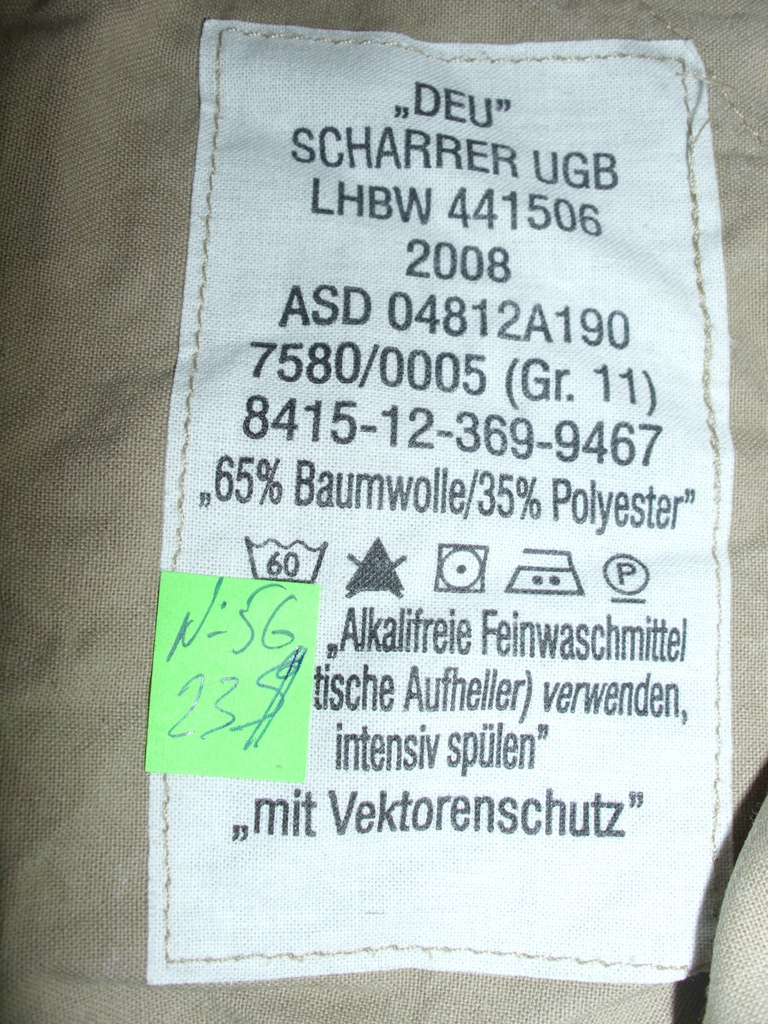 „DEU”
SCHARRER UGB
LHBW 441506
2008
ASD 04812A190
7580/0005 (Gr. 11)
8415-12-369-9467
„65% Baumwolle/35% Polyester”
60 P
„Alkalifreie Feinwaschmittel
tische Aufheller) verwenden,
intensiv spülen”
„mit Vektorenschutz”
N-56
23$